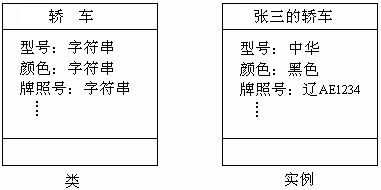 轿 车
型号：字符串
颜色：字符串
牌照号：字符串
⋮
类
张三的轿车
型号：中华
颜色：黑色
牌照号：辽AE1234
⋮
实例